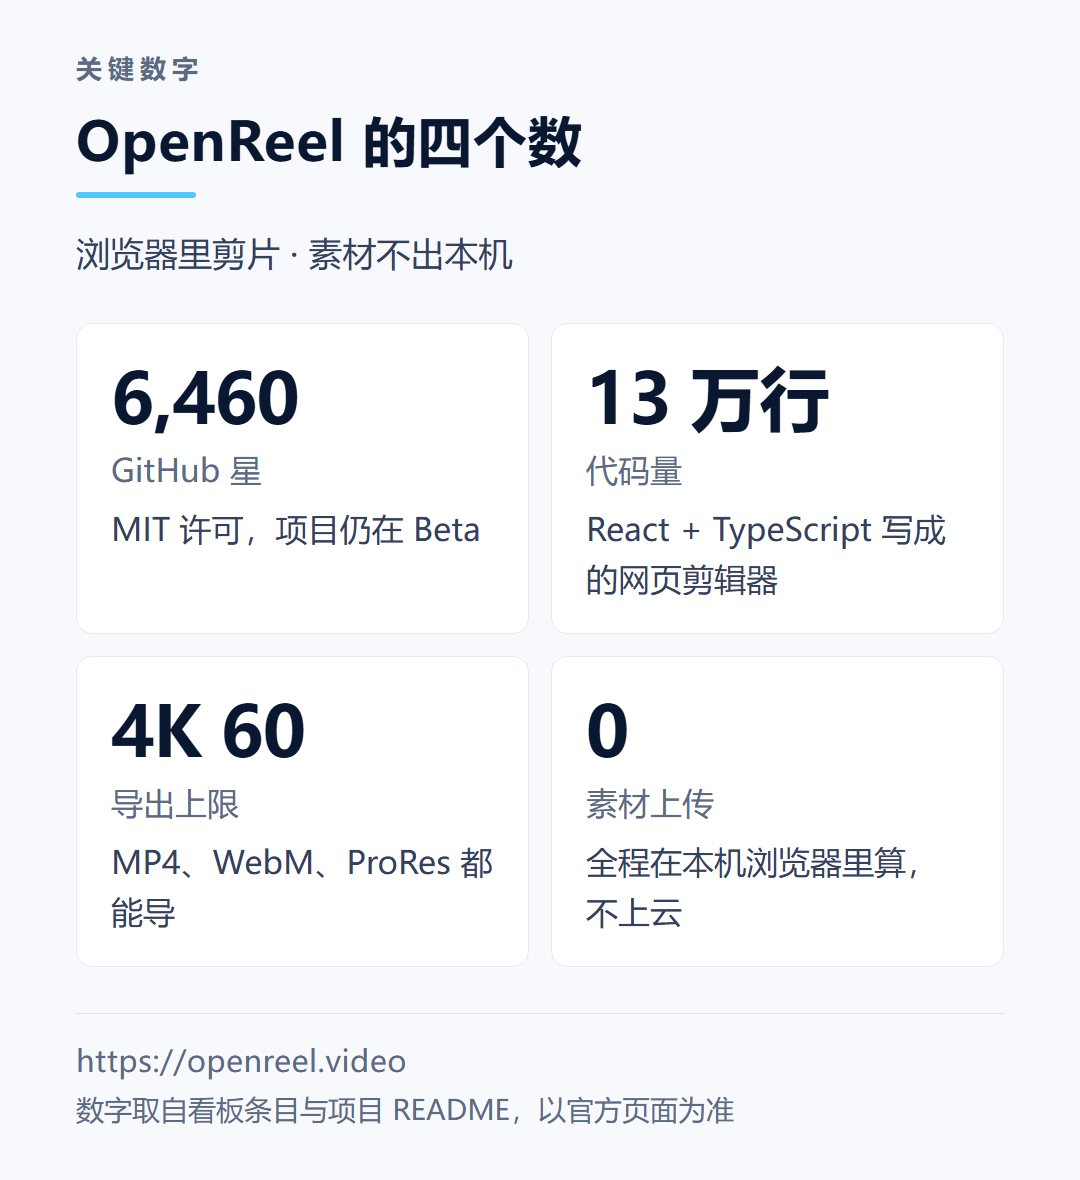 关键数字
OpenReel 的四个数
浏览器里剪片 · 素材不出本机
6,460
GitHub 星
MIT 许可，项目仍在 Beta
13 万行
代码量
React + TypeScript 写成
的网页剪辑器
4K 60
导出上限
MP4、WebM、ProRes 都
能导
0
素材上传
全程在本机浏览器里算，
不上云
https://openreel.video
数字取自看板条目与项目 README，以官方页面为准